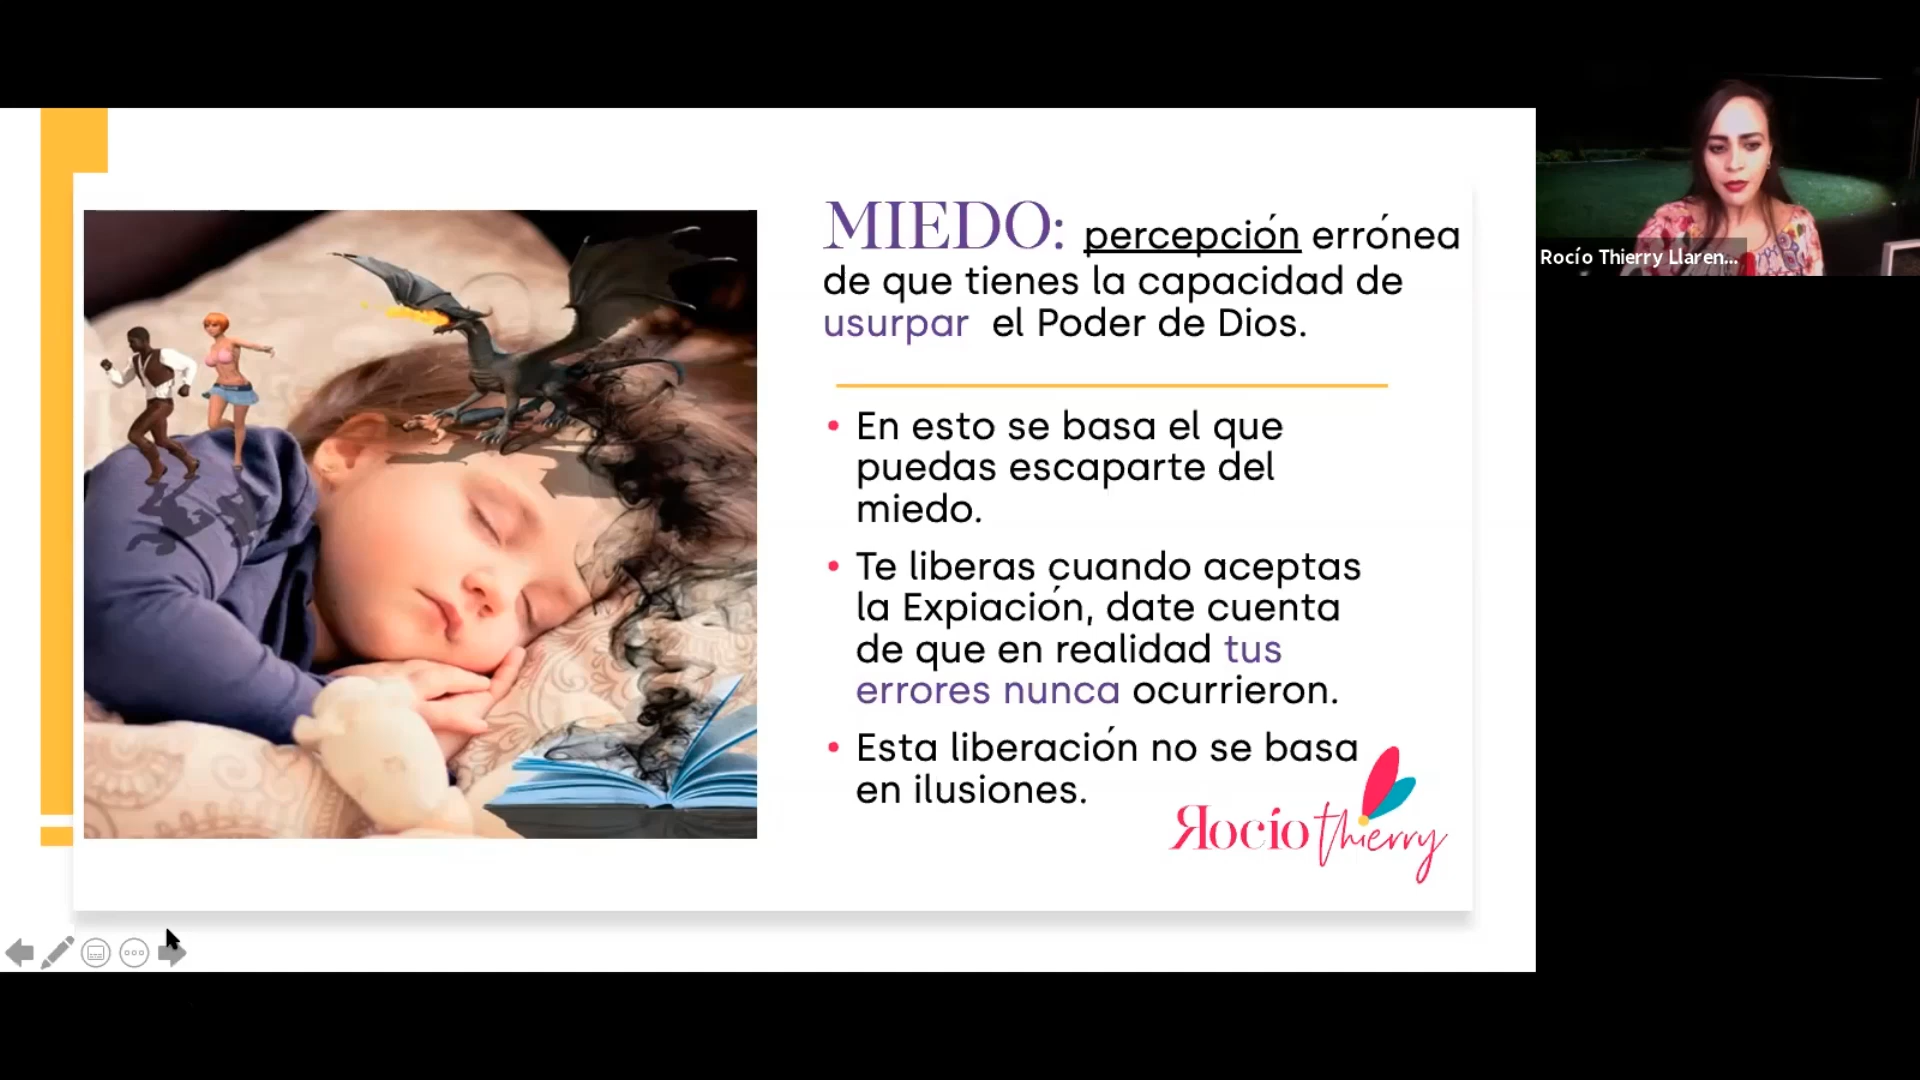 MIEDO: percepción errónea
de que tienes la capacidad de
usurpar el Poder de Dios.
• En esto se basa el que
puedas escaparte del
miedo.
• Te liberas cuando aceptas
la Expiación, date cuenta
de que en realidad tus
errores nunca ocurrieron.
• Esta liberación no se basa
en ilusiones.
Rocío Thierry
Rocío Thierry Llaren...